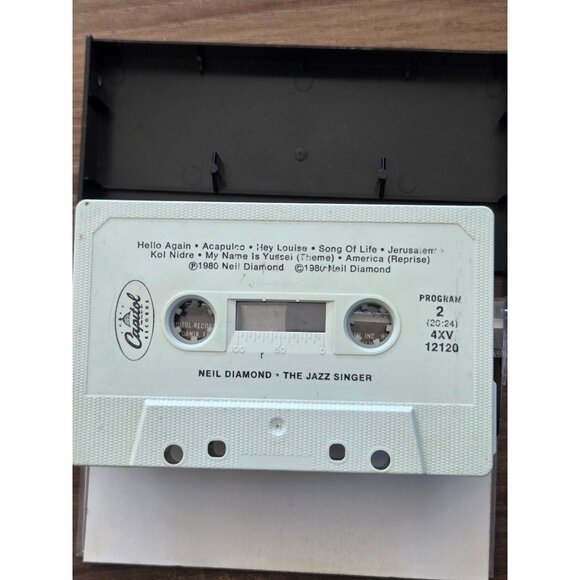 Hello Again • Acapulco • Hey Louise • Song Of Life • Jerusalem •
Kol Nidre • My Name Is Yussel (Theme) • America (Reprise)
Ⓟ1980 Neil Diamond ©1980 Neil Diamond
Capitol
RECORDS
PROGRAM
2
(20:24)
4XV
12120
100 50 0
NEIL DIAMOND • THE JAZZ SINGER